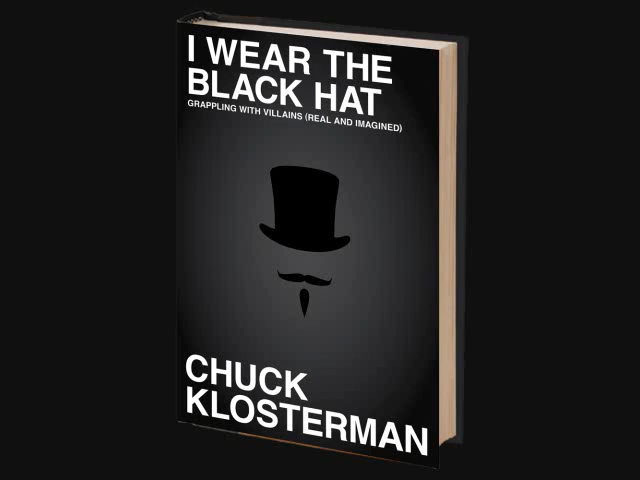 I WEAR THE
BLACK HAT
GRAPPLING WITH VILLAINS (REAL AND IMAGINED)
CHUCK
KLOSTERMAN